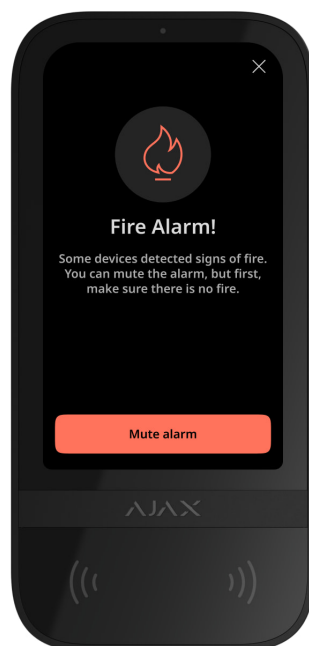 Fire Alarm!
Some devices detected signs of fire.
You can mute the alarm, but first,
make sure there is no fire.
Mute alarm
AJAX